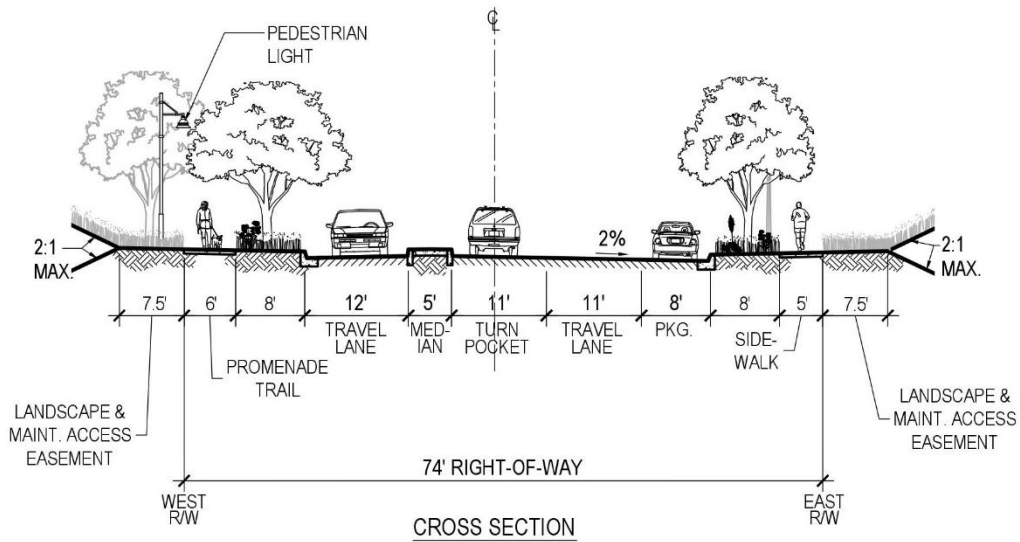 ℄
PEDESTRIAN
LIGHT
2:1
MAX.
2%
2:1
MAX.
7.5' 6' 8' 12' 5' 11' 11' 8' 8' 5' 7.5'
TRAVEL
LANE
MED-
IAN
TURN
POCKET
TRAVEL
LANE
PKG.
SIDE-
WALK
PROMENADE
TRAIL
LANDSCAPE &
MAINT. ACCESS
EASEMENT
LANDSCAPE &
MAINT. ACCESS
EASEMENT
74' RIGHT-OF-WAY
WEST
R/W
EAST
R/W
CROSS SECTION